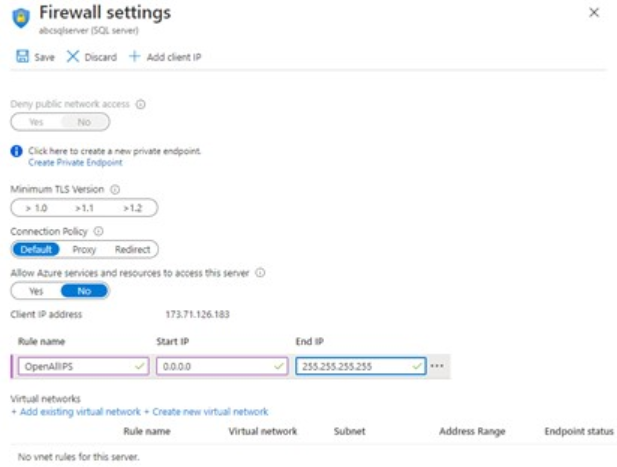 Firewall settings
abcsqlserver (SQL server)
Save Discard Add client IP
Deny public network access
Yes No
Click here to create a new private endpoint.
Create Private Endpoint
Minimum TLS Version
> 1.0 >1.1 >1.2
Connection Policy
Default Proxy Redirect
Allow Azure services and resources to access this server
Yes No
Client IP address 173.71.126.183
Rule name Start IP End IP
OpenAllIPS 0.0.0.0 255.255.255.255
Virtual networks
+ Add existing virtual network + Create new virtual network
Rule name Virtual network Subnet Address Range Endpoint status
No vnet rules for this server.